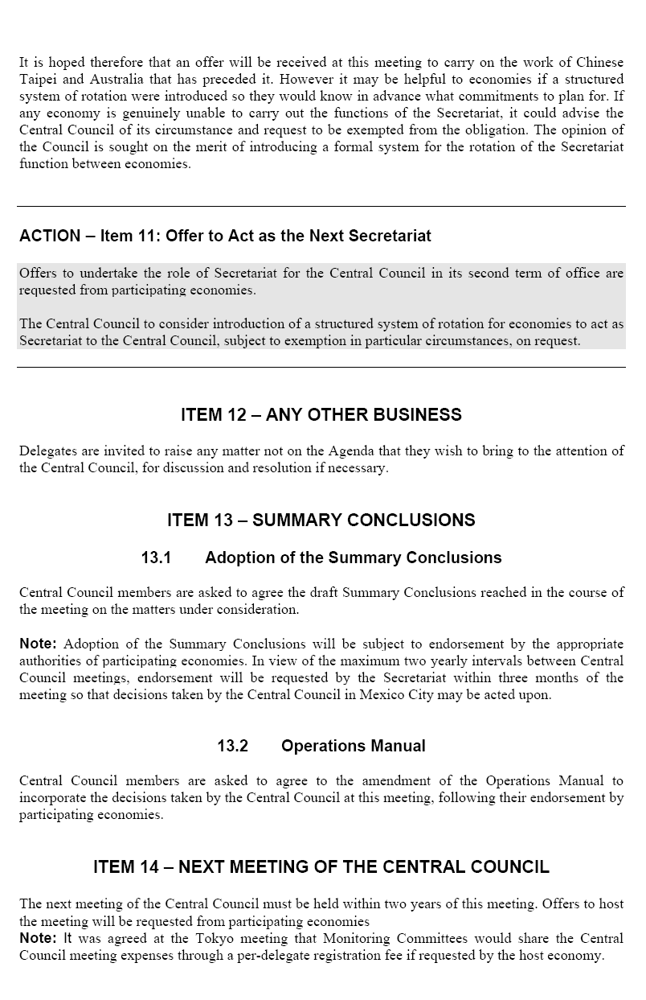 It is hoped therefore that an offer will be received at this meeting to carry on the work of Chinese
Taipei and Australia that has preceded it. However it may be helpful to economies if a structured
system of rotation were introduced so they would know in advance what commitments to plan for. If
any economy is genuinely unable to carry out the functions of the Secretariat, it could advise the
Central Council of its circumstance and request to be exempted from the obligation. The opinion of
the Council is sought on the merit of introducing a formal system for the rotation of the Secretariat
function between economies.
ACTION – Item 11: Offer to Act as the Next Secretariat
Offers to undertake the role of Secretariat for the Central Council in its second term of office are
requested from participating economies.
The Central Council to consider introduction of a structured system of rotation for economies to act as
Secretariat to the Central Council, subject to exemption in particular circumstances, on request.
ITEM 12 – ANY OTHER BUSINESS
Delegates are invited to raise any matter not on the Agenda that they wish to bring to the attention of
the Central Council, for discussion and resolution if necessary.
ITEM 13 – SUMMARY CONCLUSIONS
13.1 Adoption of the Summary Conclusions
Central Council members are asked to agree the draft Summary Conclusions reached in the course of
the meeting on the matters under consideration.
Note: Adoption of the Summary Conclusions will be subject to endorsement by the appropriate
authorities of participating economies. In view of the maximum two yearly intervals between Central
Council meetings, endorsement will be requested by the Secretariat within three months of the
meeting so that decisions taken by the Central Council in Mexico City may be acted upon.
13.2 Operations Manual
Central Council members are asked to agree to the amendment of the Operations Manual to
incorporate the decisions taken by the Central Council at this meeting, following their endorsement by
participating economies.
ITEM 14 – NEXT MEETING OF THE CENTRAL COUNCIL
The next meeting of the Central Council must be held within two years of this meeting. Offers to host
the meeting will be requested from participating economies
Note: It was agreed at the Tokyo meeting that Monitoring Committees would share the Central
Council meeting expenses through a per-delegate registration fee if requested by the host economy.